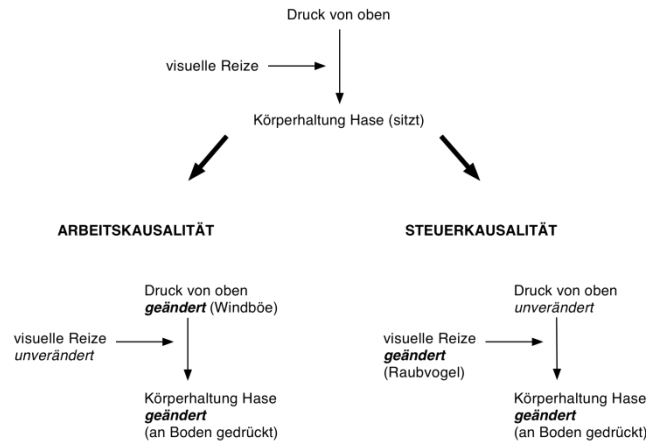 Druck von oben
visuelle Reize
Körperhaltung Hase (sitzt)
ARBEITSKAUSALITÄT
STEUERKAUSALITÄT
Druck von oben
geändert (Windböe)
visuelle Reize
unverändert
Körperhaltung Hase
geändert
(an Boden gedrückt)
Druck von oben
unverändert
visuelle Reize
geändert
(Raubvogel)
Körperhaltung Hase
geändert
(an Boden gedrückt)